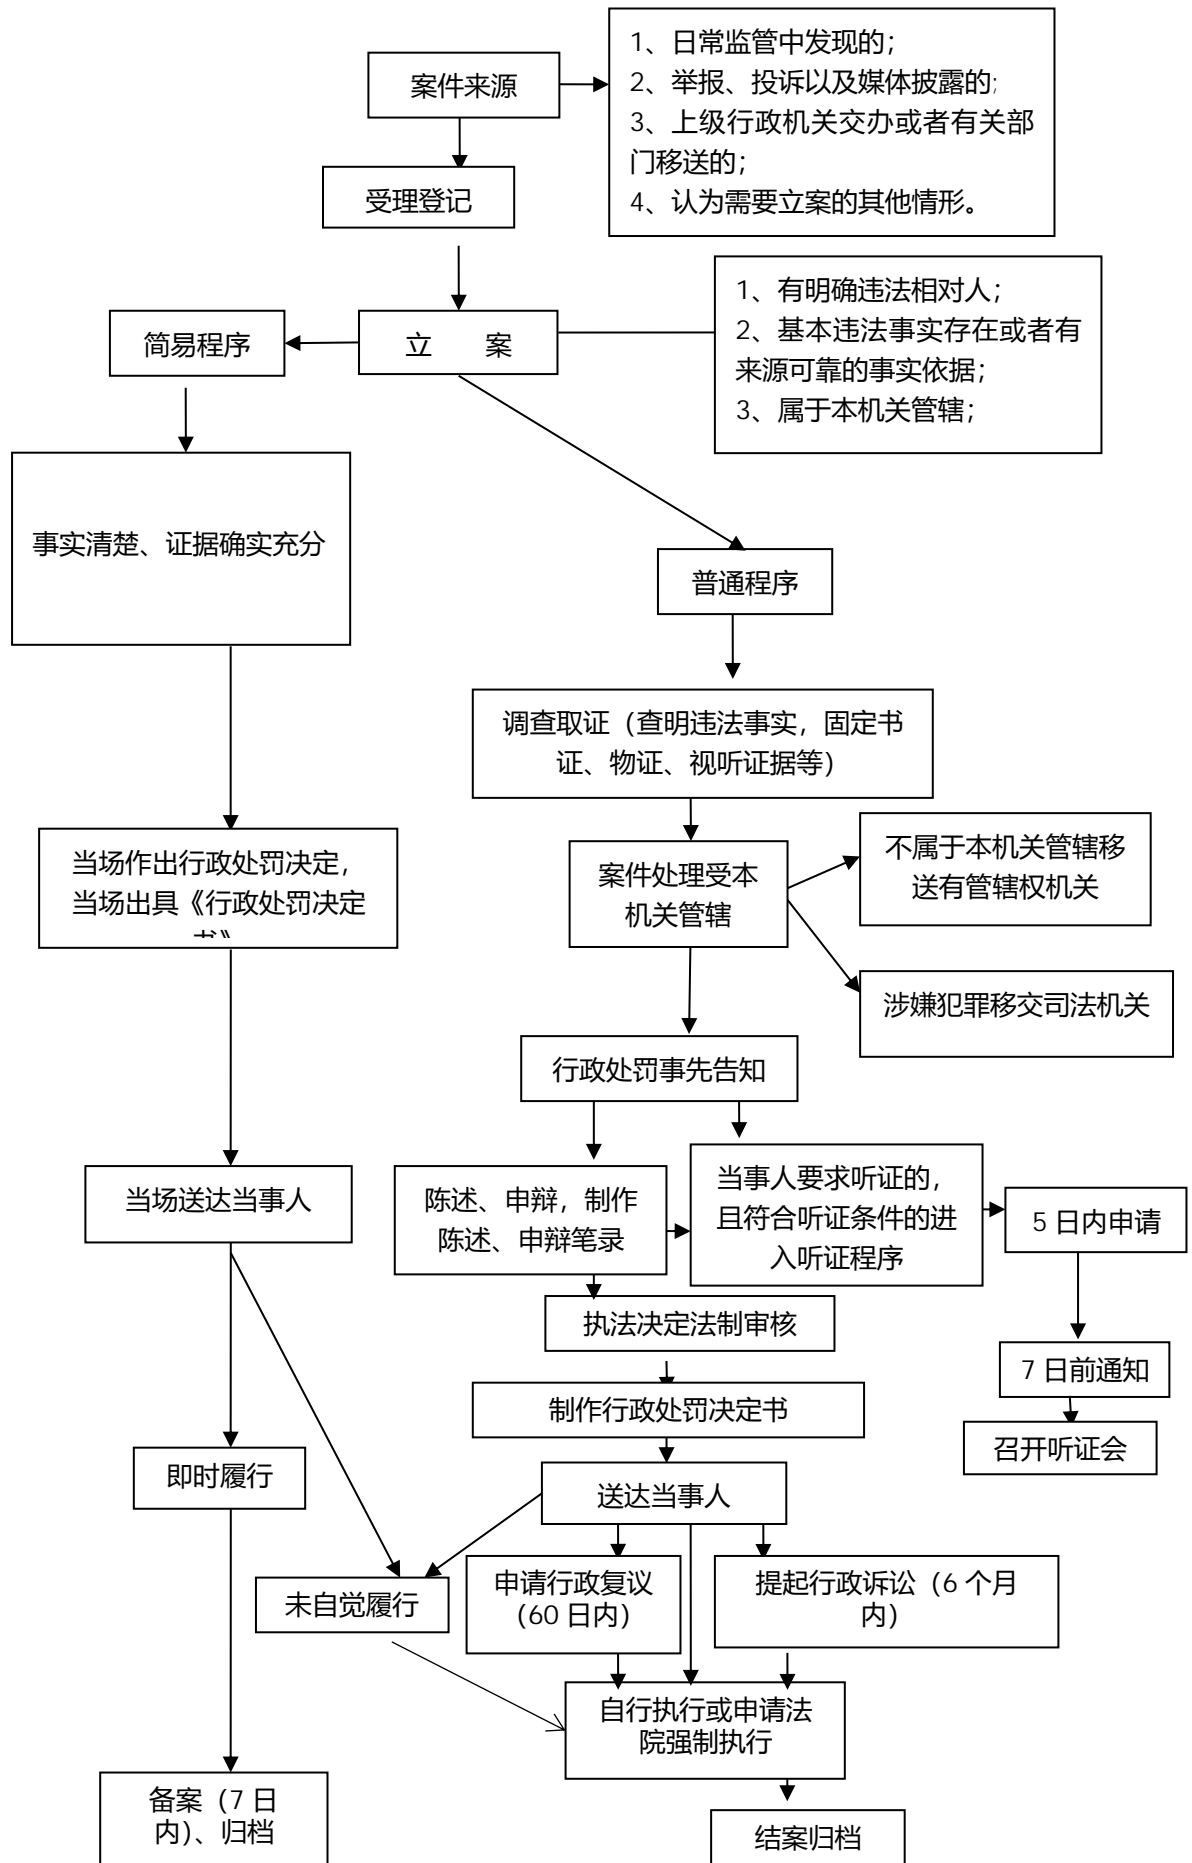 案件来源
1、日常监管中发现的；
2、举报、投诉以及媒体披露的;
3、上级行政机关交办或者有关部
门移送的；
4、认为需要立案的其他情形。
受理登记
1、有明确违法相对人；
2、基本违法事实存在或者有
来源可靠的事实依据；
3、属于本机关管辖；
简易程序
立 案
事实清楚、证据确实充分
普通程序
调查取证（查明违法事实，固定书
证、物证、视听证据等）
当场作出行政处罚决定，
当场出具《行政处罚决定
书》
案件处理受本
机关管辖
不属于本机关管辖移
送有管辖权机关
涉嫌犯罪移交司法机关
行政处罚事先告知
当场送达当事人
陈述、申辩，制作
陈述、申辩笔录
当事人要求听证的，
且符合听证条件的进
入听证程序
5 日内申请
执法决定法制审核
7 日前通知
制作行政处罚决定书
召开听证会
即时履行
送达当事人
未自觉履行
申请行政复议
（60 日内）
提起行政诉讼（6 个月
内）
自行执行或申请法
院强制执行
备案（7 日
内）、归档
结案归档